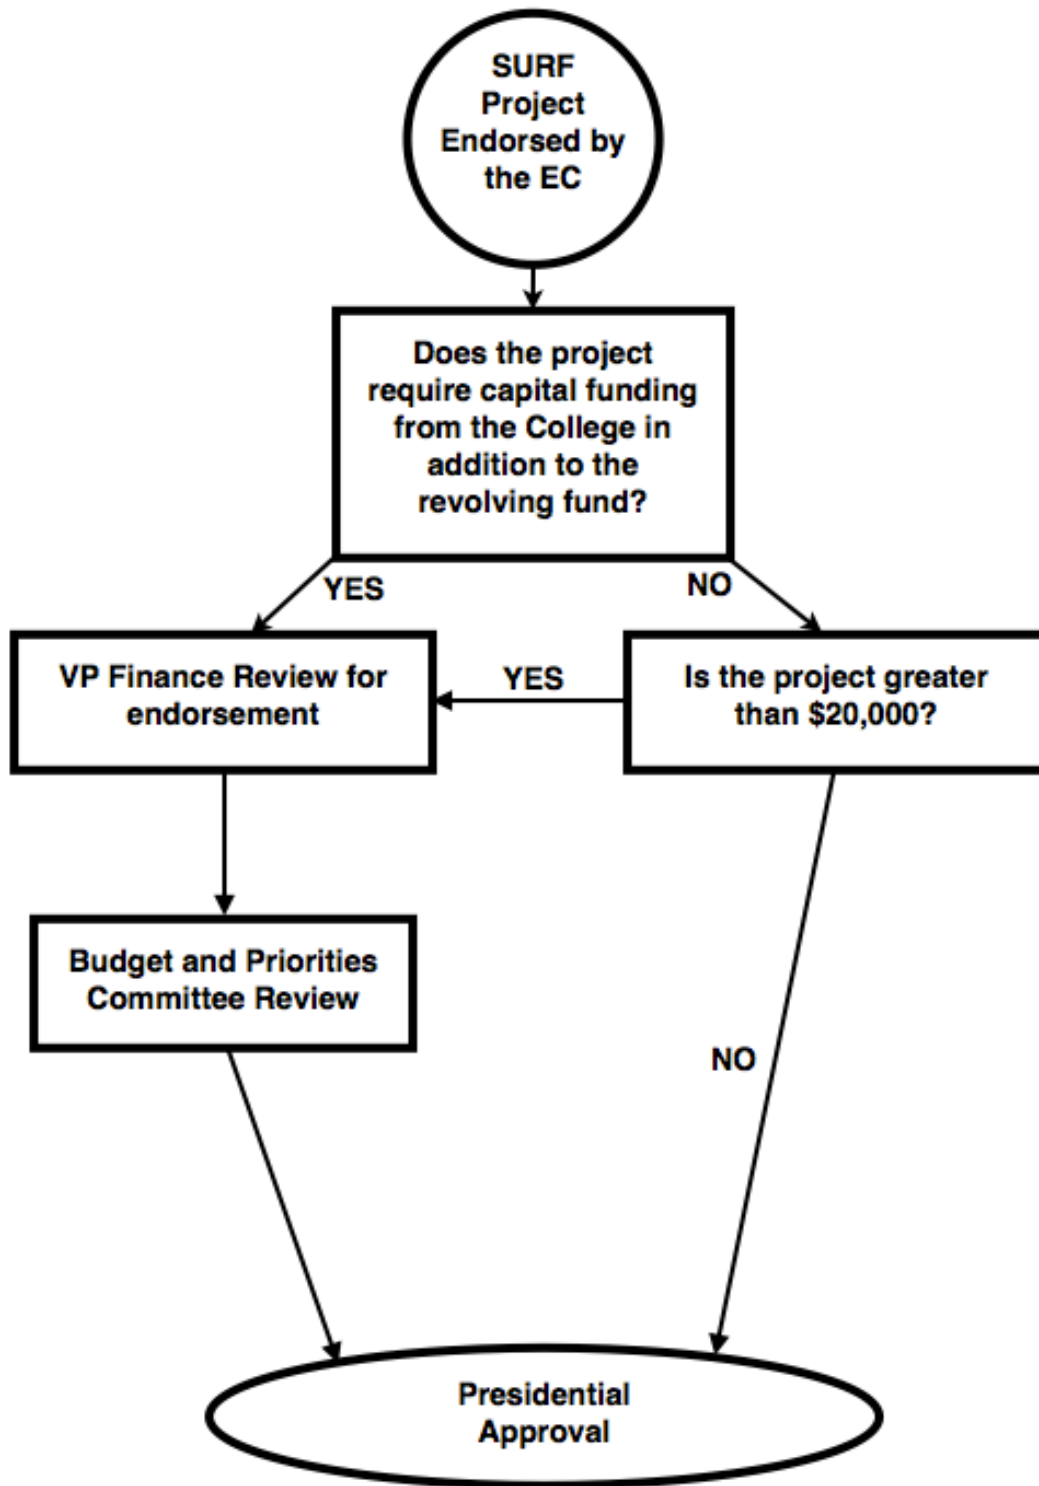 SURF
Project
Endorsed by
the EC
Does the project
require capital funding
from the College in
addition to the
revolving fund?
YES
NO
VP Finance Review for
endorsement
YES
Is the project greater
than $20,000?
Budget and Priorities
Committee Review
NO
Presidential
Approval